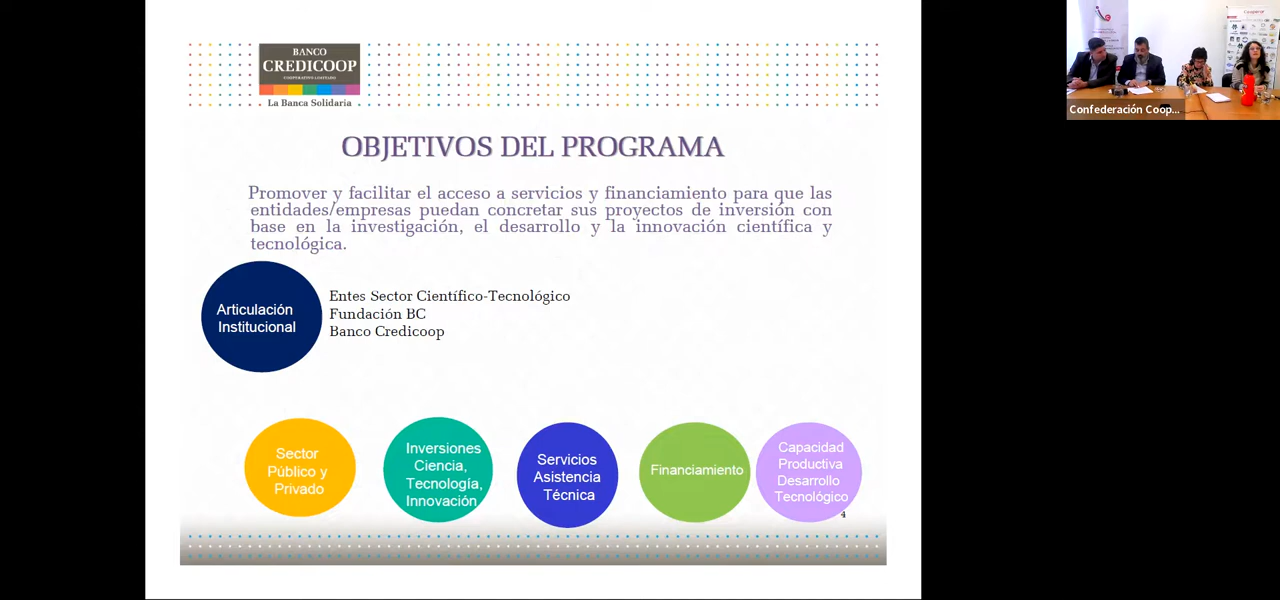 BANCO
CREDICOOP
COOPERATIVO LIMITADO
La Banca Solidaria
OBJETIVOS DEL PROGRAMA
Promover y facilitar el acceso a servicios y financiamiento para que las
entidades/empresas puedan concretar sus proyectos de inversión con
base en la investigación, el desarrollo y la innovación científica y
tecnológica.
Articulación
Institucional
Entes Sector Científico-Tecnológico
Fundación BC
Banco Credicoop
Sector
Público y
Privado
Inversiones
Ciencia,
Tecnología,
Innovación
Servicios
Asistencia
Técnica
Financiamiento
Capacidad
Productiva
Desarrollo
Tecnológico
4
Confederación Coop...